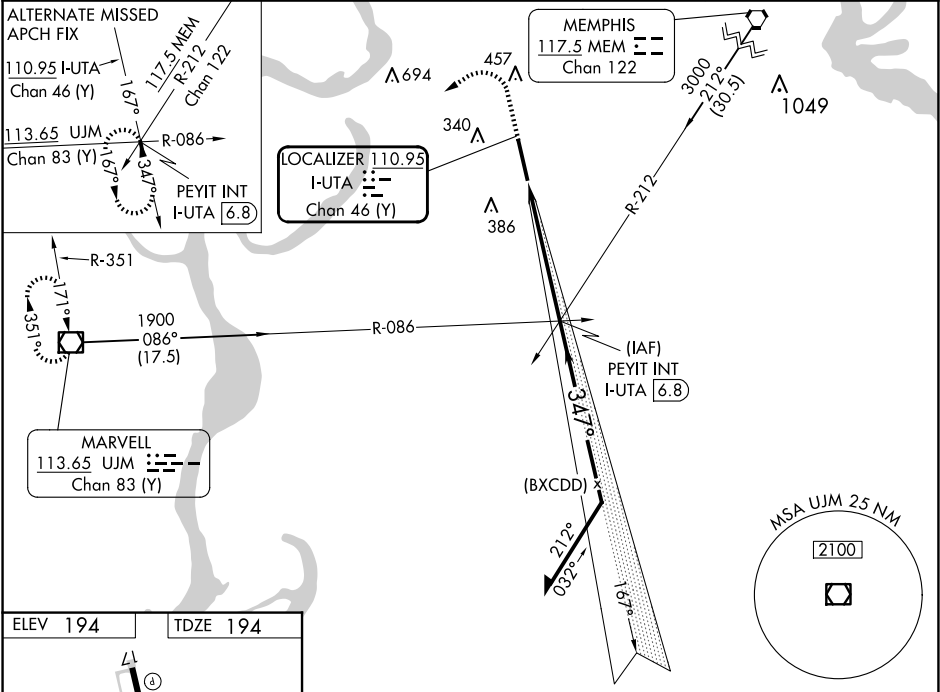 ALTERNATE MISSED
APCH FIX
110.95 I-UTA
Chan 46 (Y)
117.5 MEM
R-212
Chan 122
167°
113.65 UJM
Chan 83 (Y)
R-086
167°
347°
PEYIT INT
I-UTA 6.8
MEMPHIS
117.5 MEM
Chan 122
694
457
3000
212°
(30.5)
1049
340
LOCALIZER 110.95
I-UTA
Chan 46 (Y)
386
R-212
R-351
171°
351°
1900
086°
(17.5)
R-086
(IAF)
PEYIT INT
I-UTA 6.8
347°
MARVELL
113.65 UJM
Chan 83 (Y)
(BXCDD) x
212°
032°
167°
MSA UJM 25 NM
2100
ELEV 194
TDZE 194
17
P